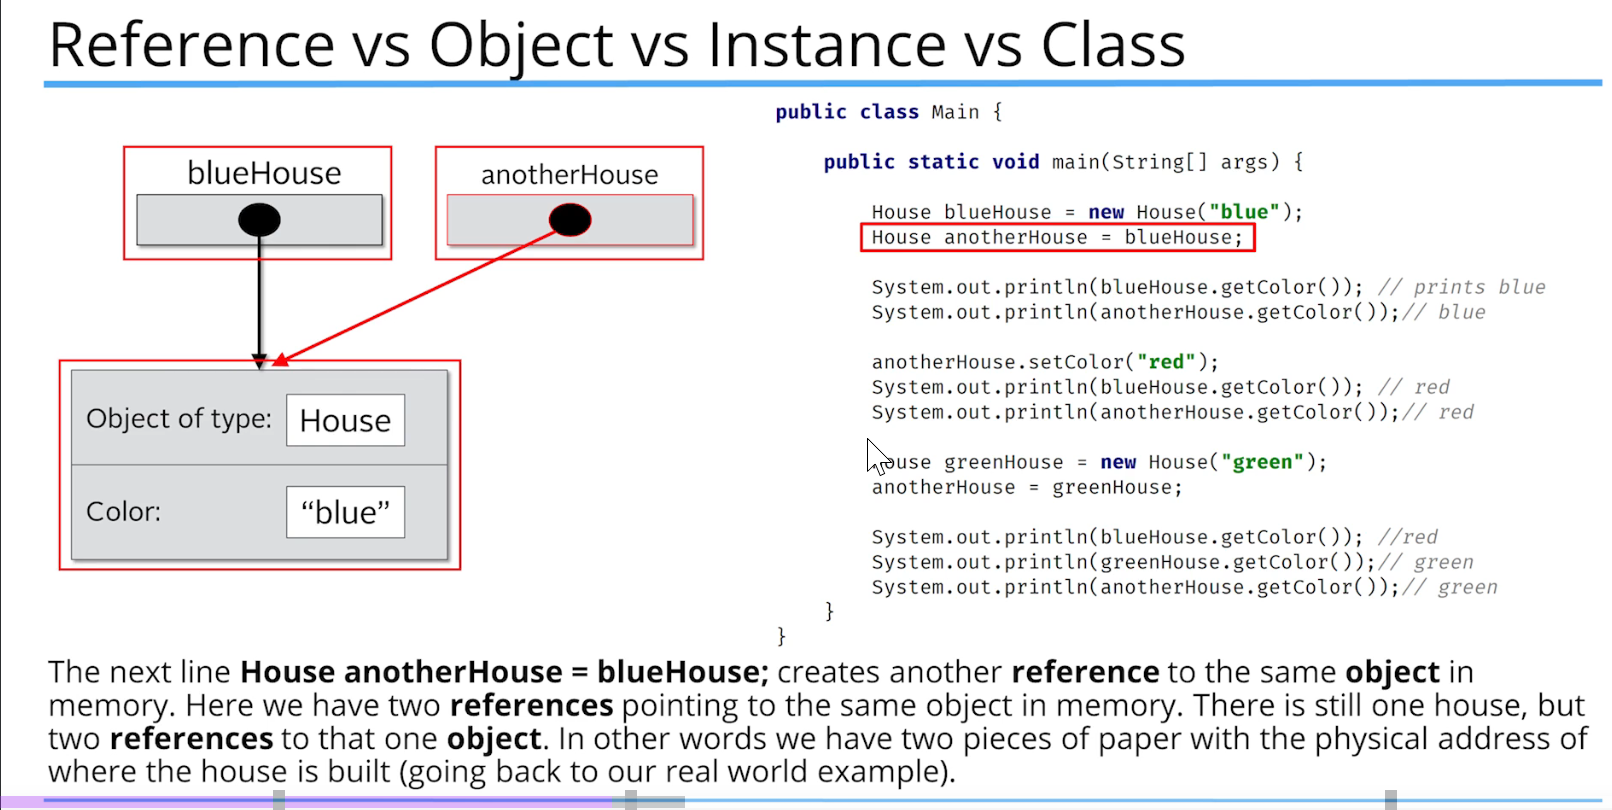 Reference vs Object vs Instance vs Class
blueHouse
anotherHouse
Object of type: House
Color: “blue”
public class Main {
public static void main(String[] args) {
House blueHouse = new House("blue");
House anotherHouse = blueHouse;
System.out.println(blueHouse.getColor()); // prints blue
System.out.println(anotherHouse.getColor());// blue
anotherHouse.setColor("red");
System.out.println(blueHouse.getColor()); // red
System.out.println(anotherHouse.getColor());// red
ouse greenHouse = new House("green");
anotherHouse = greenHouse;
System.out.println(blueHouse.getColor()); //red
System.out.println(greenHouse.getColor());// green
System.out.println(anotherHouse.getColor());// green
}
}
The next line House anotherHouse = blueHouse; creates another reference to the same object in
memory. Here we have two references pointing to the same object in memory. There is still one house, but
two references to that one object. In other words we have two pieces of paper with the physical address of
where the house is built (going back to our real world example).